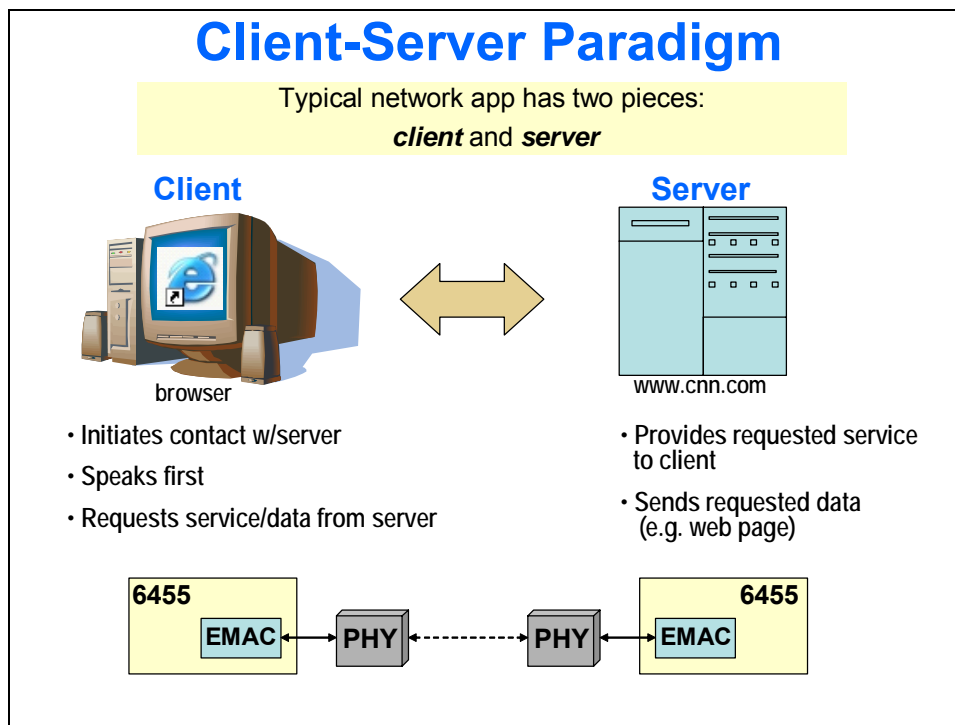 Client-Server Paradigm
Typical network app has two pieces:
client and server
Client
browser
• Initiates contact w/server
• Speaks first
• Requests service/data from server
Server
www.cnn.com
• Provides requested service
to client
• Sends requested data
(e.g. web page)
6455
EMAC
PHY
PHY
6455
EMAC